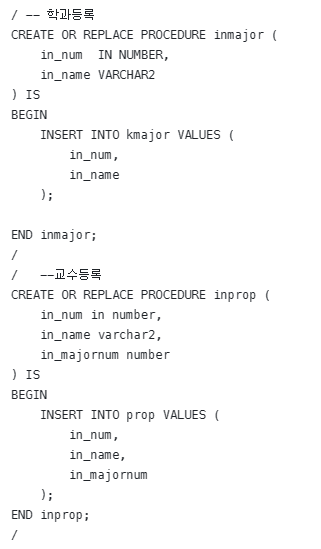 / -- 학과등록
CREATE OR REPLACE PROCEDURE inmajor (
    in_num  IN NUMBER,
    in_name VARCHAR2
) IS
BEGIN
    INSERT INTO kmajor VALUES (
        in_num,
        in_name
    );

END inmajor;
/
/   --교수등록
CREATE OR REPLACE PROCEDURE inprop (
    in_num in number,
    in_name varchar2,
    in_majornum number
) IS
BEGIN
    INSERT INTO prop VALUES (
        in_num,
        in_name,
        in_majornum
    );
END inprop;
/